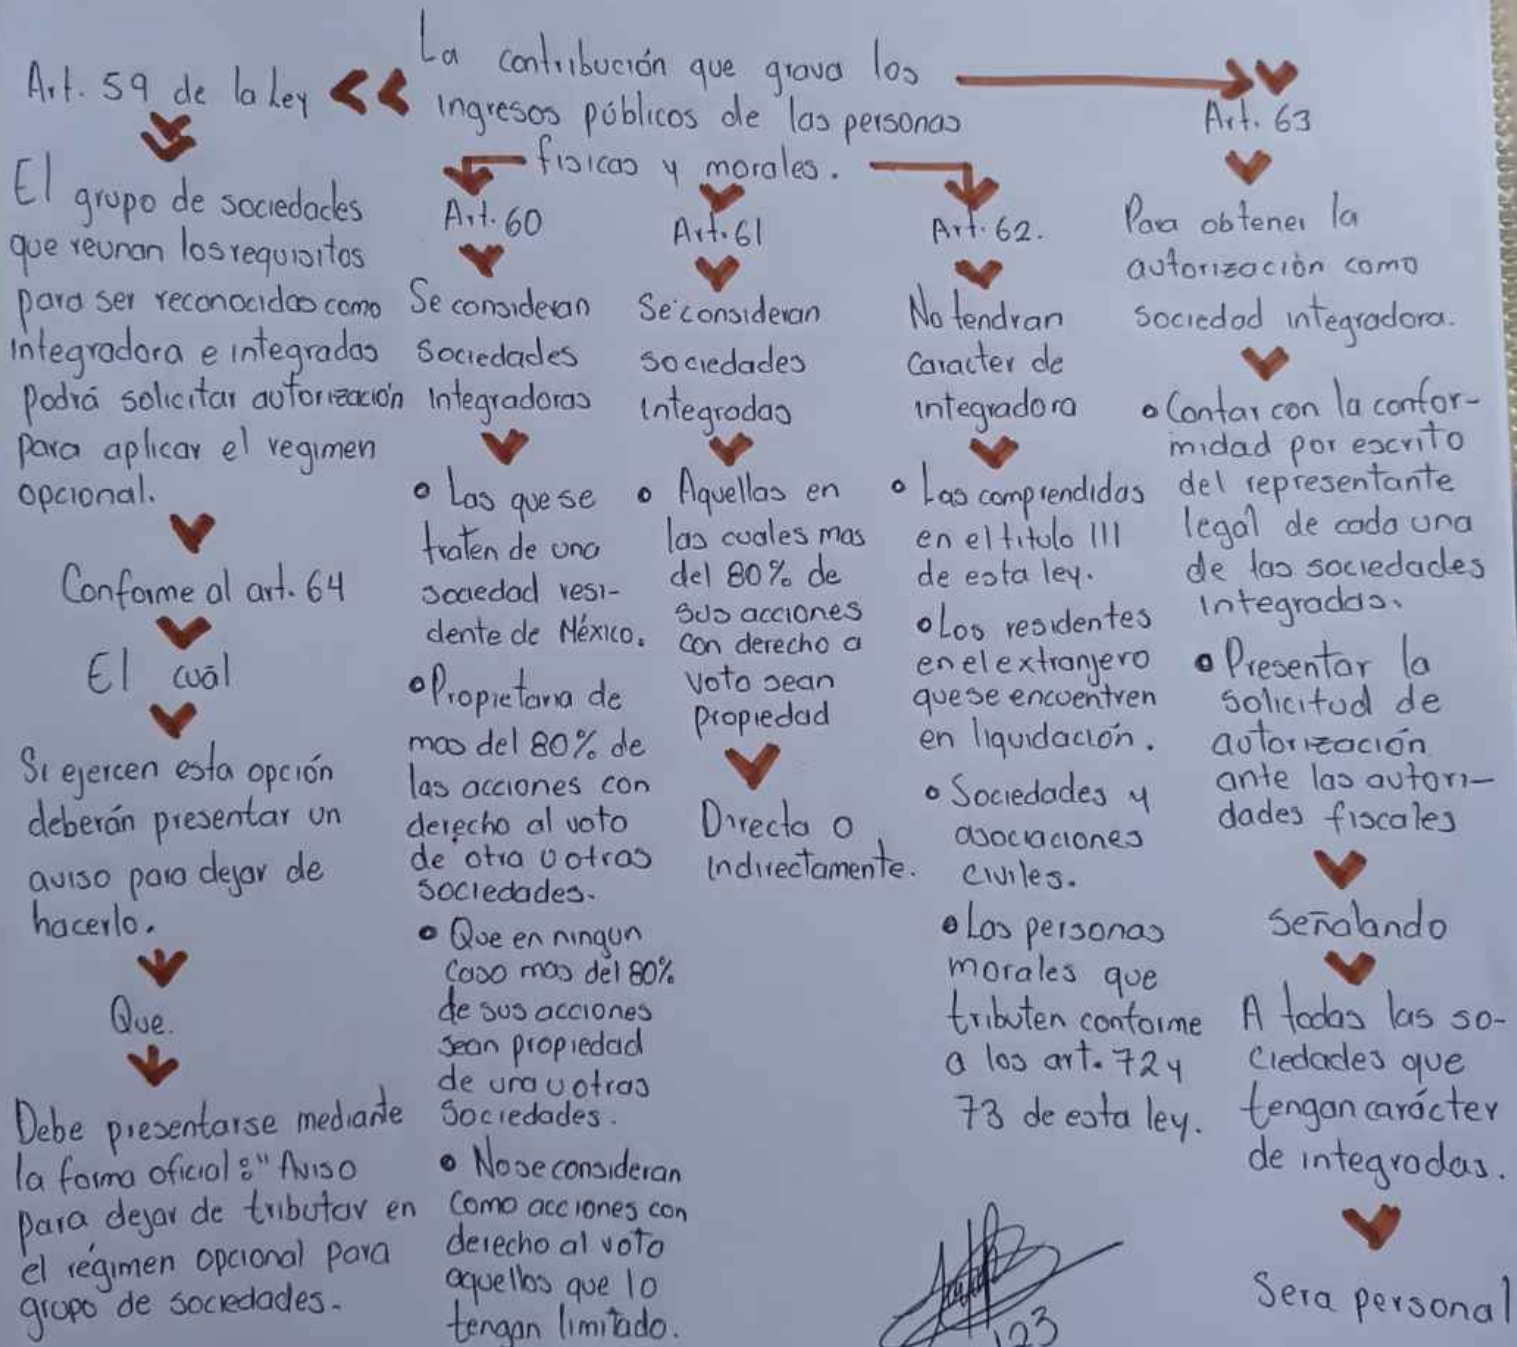 La contribución que grava los
ingresos públicos de las personas
fisicas y morales.
Art. 59 de la Ley
El grupo de sociedades
que reunan los requisitos
para ser reconocidas como
integradora e integradas
podrá solicitar autorización
para aplicar el regimen
opcional.
Conforme al art. 64
El cuál
Si ejercen esta opción
deberán presentar un
aviso para dejar de
hacerlo.
Que.
Debe presentarse mediante
la forma oficial: "Aviso
para dejar de tributar en
el régimen opcional para
grupo de sociedades.
Art. 60
Se consideran
Sociedades
Integradoras
Las que se
traten de una
sociedad resi-
dente de México.
Propietaria de
mas del 80% de
las acciones con
derecho al voto
de otra u otras
sociedades.
Que en ningun
caso mas del 80%
de sus acciones
sean propiedad
de una u otras
sociedades.
No se consideran
como acciones con
derecho al voto
aquellos que lo
tengan limitado.
Art. 61
Se consideran
sociedades
integradas
Aquellas en
las cuales mas
del 80% de
sus acciones
con derecho a
voto sean
propiedad
Directa o
indirectamente.
Art. 62.
No tendran
Caracter de
integradora
Las comprendidas
en el titulo III
de esta ley.
Los residentes
en el extranjero
que se encuentren
en liquidación.
Sociedades y
asociaciones
civiles.
Las personas
morales que
tributen conforme
a los art. 72 y
73 de esta ley.
Art. 63
Para obtener la
autorización como
sociedad integradora.
Contar con la confor-
midad por escrito
del representante
legal de cada una
de las sociedades
integradas.
Presentar la
solicitud de
autorización
ante las autori-
dades fiscales
señalando
A todas las so-
ciedades que
tengan carácter
de integradas.
Sera personal
123